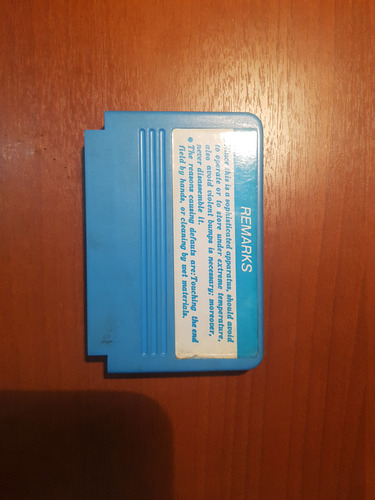 REMARKS
Since this is a sophisticated apparatus, should avoid
to operate or to store under extreme temperature,
also avoid violent bumps is necessary; moreover,
never disassemble it.
● The reasons causing defauts are: Touching the end
field by hands, or cleaning by wet materials.